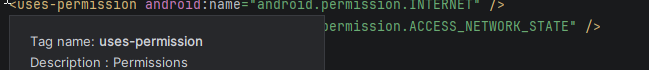 <uses-permission android:name="android.permission.INTERNET" />
permission.ACCESS_NETWORK_STATE" />
Tag name: uses-permission
Description : Permissions